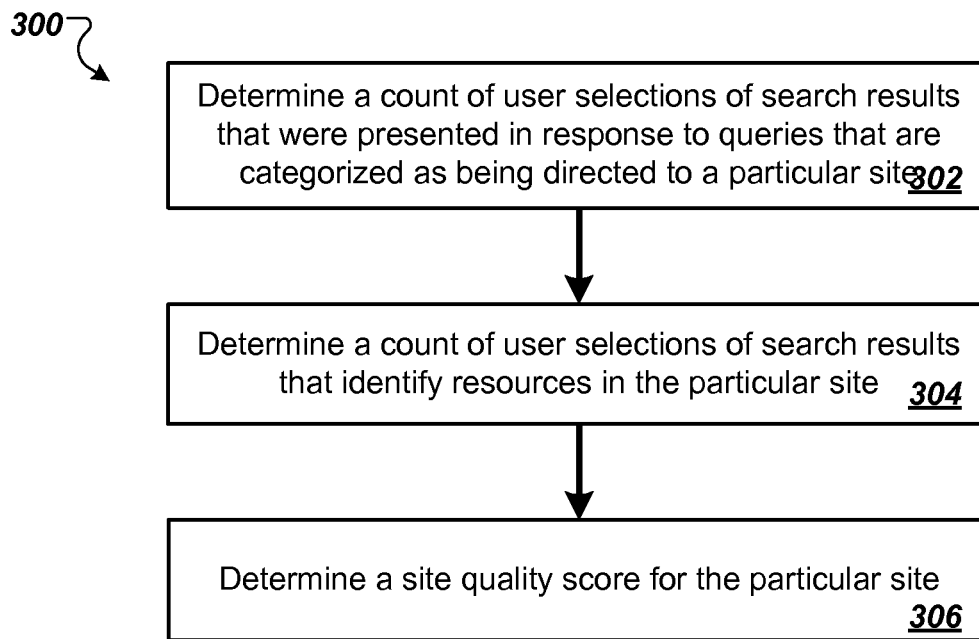 300
Determine a count of user selections of search results
that were presented in response to queries that are
categorized as being directed to a particular site
302
Determine a count of user selections of search results
that identify resources in the particular site
304
Determine a site quality score for the particular site
306